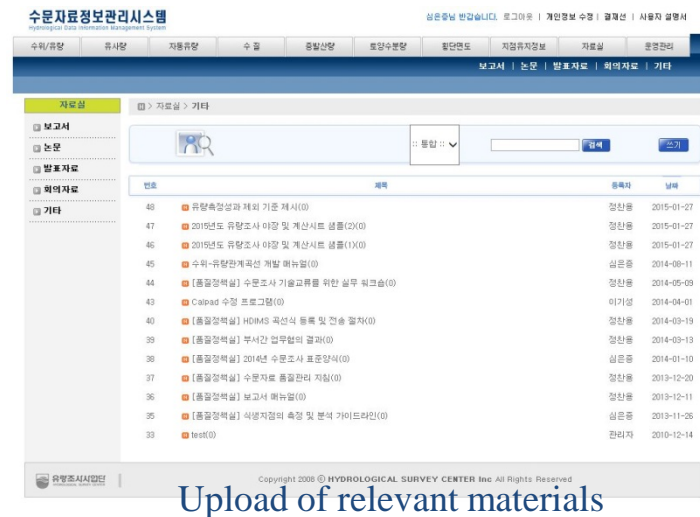 수문자료정보관리시스템
Hydrological Data Information Management System
심은증님 반갑습니다. 로그아웃 | 개인정보 수정 | 결재선 | 사용자 설명서
수위/유량 유사량 자동유량 수 질 증발산량 토양수분량 횡단면도 지점유지정보 자료실 운영관리
보고서 | 논문 | 발표자료 | 회의자료 | 기타
자료실
보고서
논문
발표자료
회의자료
기타
> 자료실 > 기타
:: 통합 :: 검색 쓰기
번호 제목 등록자 날짜
48 유량측정성과 제외 기준 제시(0) 정찬용 2015-01-27
47 2015년도 유량조사 야장 및 계산시트 샘플(2)(0) 정찬용 2015-01-27
46 2015년도 유량조사 야장 및 계산시트 샘플(1)(0) 정찬용 2015-01-27
45 수위-유량관계곡선 개발 매뉴얼(0) 심은증 2014-08-11
44 [품질정책실] 수문조사 기술교류를 위한 실무 워크숍(0) 정찬용 2014-05-09
43 Calpad 수정 프로그램(0) 이기성 2014-04-01
40 [품질정책실] HDIMS 곡선식 등록 및 전송 절차(0) 정찬용 2014-03-19
39 [품질정책실] 부서간 업무협의 결과(0) 정찬용 2014-03-13
38 [품질정책실] 2014년 수문조사 표준양식(0) 심은증 2014-01-10
37 [품질정책실] 수문자료 품질관리 지침(0) 정찬용 2013-12-20
36 [품질정책실] 보고서 매뉴얼(0) 정찬용 2013-12-11
35 [품질정책실] 식생지점의 측정 및 분석 가이드라인(0) 심은증 2013-11-26
33 test(0) 관리자 2010-12-14
유량조사사업단
Copyright 2008 ⓒ HYDROLOGICAL SURVEY CENTER Inc All Rights Reserved
Upload of relevant materials